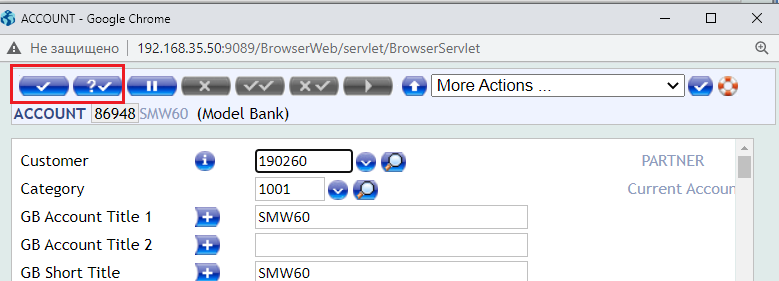 ACCOUNT - Google Chrome
Не защищено 192.168.35.50:9089/BrowserWeb/servlet/BrowserServlet
More Actions ...
ACCOUNT 86948 SMW60 (Model Bank)
Customer 190260 PARTNER
Category 1001 Current Accoun
GB Account Title 1 SMW60
GB Account Title 2
GB Short Title SMW60